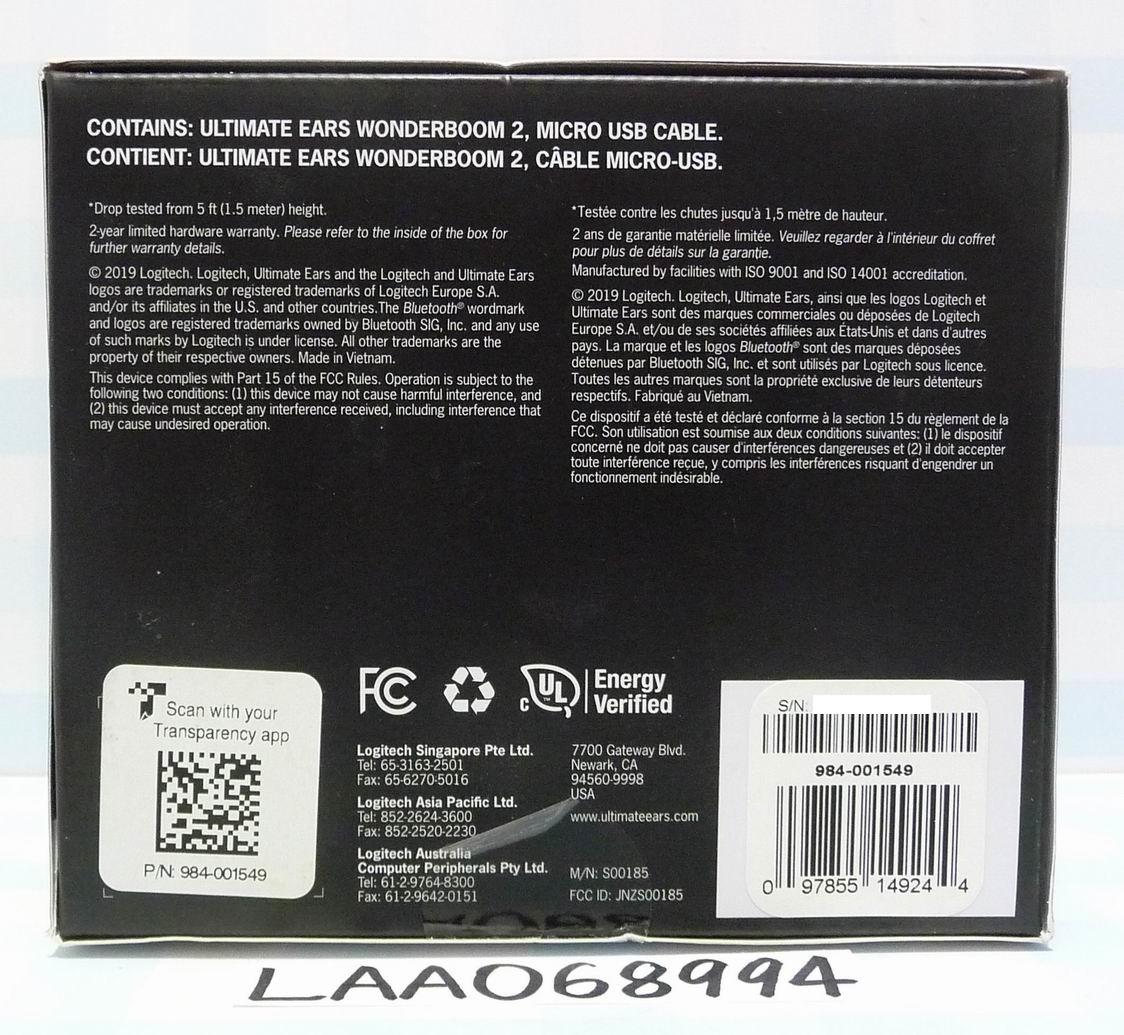 CONTAINS: ULTIMATE EARS WONDERBOOM 2, MICRO USB CABLE.
CONTIENT: ULTIMATE EARS WONDERBOOM 2, CÂBLE MICRO-USB.
*Drop tested from 5 ft (1.5 meter) height.
2-year limited hardware warranty. Please refer to the inside of the box for
further warranty details.
© 2019 Logitech. Logitech, Ultimate Ears and the Logitech and Ultimate Ears
logos are trademarks or registered trademarks of Logitech Europe S.A.
and/or its affiliates in the U.S. and other countries.The Bluetooth® wordmark
and logos are registered trademarks owned by Bluetooth SIG, Inc. and any use
of such marks by Logitech is under license. All other trademarks are the
property of their respective owners. Made in Vietnam.
This device complies with Part 15 of the FCC Rules. Operation is subject to the
following two conditions: (1) this device may not cause harmful interference, and
(2) this device must accept any interference received, including interference that
may cause undesired operation.
*Testée contre les chutes jusqu'à 1,5 mètre de hauteur.
2 ans de garantie matérielle limitée. Veuillez regarder à l'intérieur du coffret
pour plus de détails sur la garantie.
Manufactured by facilities with ISO 9001 and ISO 14001 accreditation.
© 2019 Logitech. Logitech, Ultimate Ears, ainsi que les logos Logitech et
Ultimate Ears sont des marques commerciales ou déposées de Logitech
Europe S.A. et/ou de ses sociétés affiliées aux États-Unis et dans d'autres
pays. La marque et les logos Bluetooth® sont des marques déposées
détenues par Bluetooth SIG, Inc. et sont utilisés par Logitech sous licence.
Toutes les autres marques sont la propriété exclusive de leurs détenteurs
respectifs. Fabriqué au Vietnam.
Ce dispositif a été testé et déclaré conforme à la section 15 du règlement de la
FCC. Son utilisation est soumise aux deux conditions suivantes: (1) le dispositif
concerné ne doit pas causer d'interférences dangereuses et (2) il doit accepter
toute interférence reçue, y compris les interférences risquant d'engendrer un
fonctionnement indésirable.
Scan with your
Transparency app
P/N: 984-001549
FC
c UL™ Energy
Verified
Logitech Singapore Pte Ltd.
Tel: 65-3163-2501
Fax: 65-6270-5016
Logitech Asia Pacific Ltd.
Tel: 852-2624-3600
Fax: 852-2520-2230
Logitech Australia
Computer Peripherals Pty Ltd.
Tel: 61-2-9764-8300
Fax: 61-2-9642-0151
7700 Gateway Blvd.
Newark, CA
94560-9998
USA
www.ultimateears.com
M/N: S00185
FCC ID: JNZS00185
S/N:
984-001549
0 97855 14924 4
LAA068994